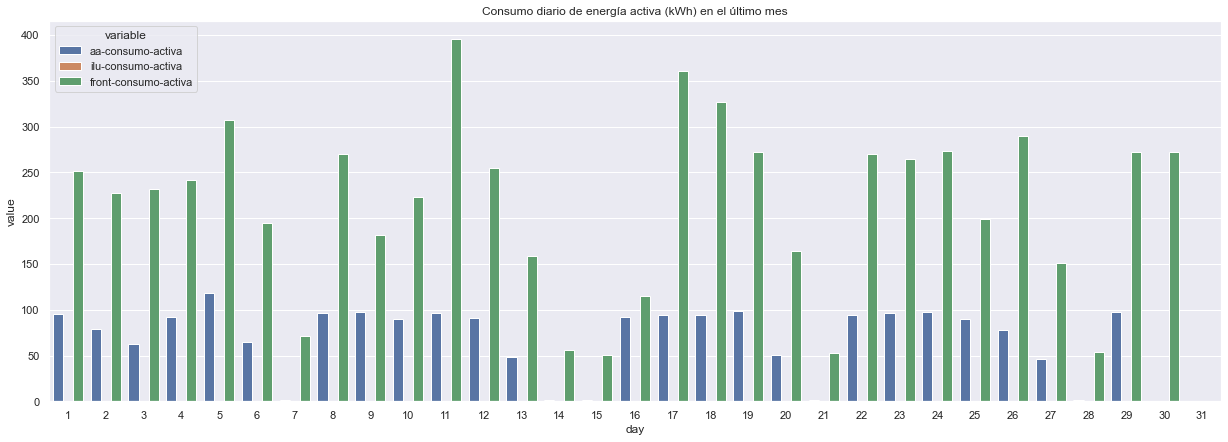 Consumo diario de energía activa (kWh) en el último mes
variable
aa-consumo-activa
ilu-consumo-activa
front-consumo-activa
400
350
300
250
200
150
100
50
0
value
1 2 3 4 5 6 7 8 9 10 11 12 13 14 15 16 17 18 19 20 21 22 23 24 25 26 27 28 29 30 31
day